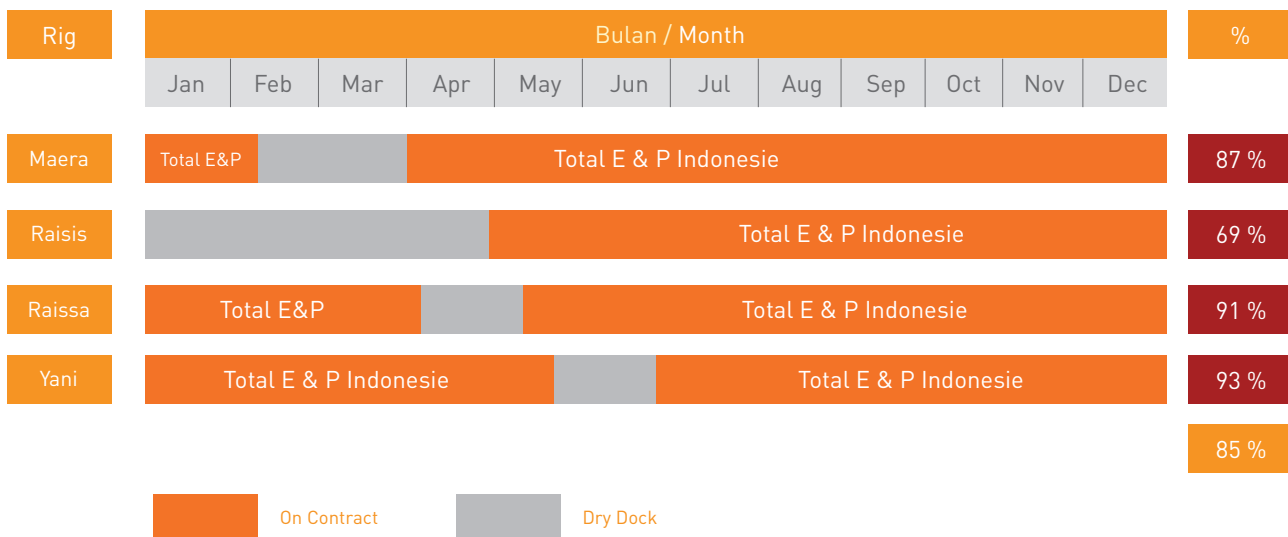 Rig Bulan / Month %
Jan Feb Mar Apr May Jun Jul Aug Sep Oct Nov Dec
Maera Total E&P Total E & P Indonesie 87 %
Raisis Total E & P Indonesie 69 %
Raissa Total E&P Total E & P Indonesie 91 %
Yani Total E & P Indonesie Total E & P Indonesie 93 %
85 %
On Contract Dry Dock